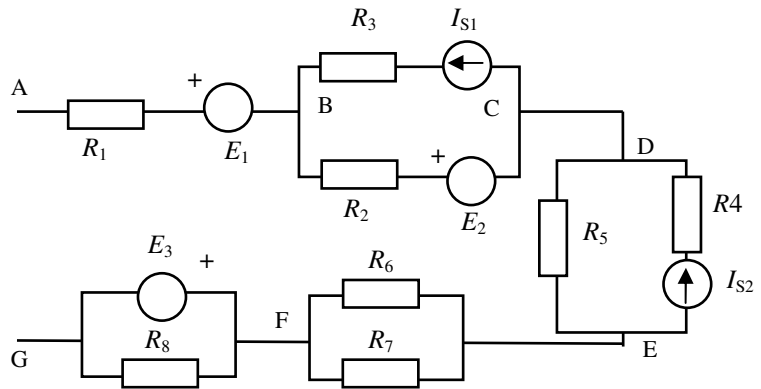 R3 IS1
+
A B C
R1 E1 +
D
R2 E2
R5 R4
E3 + R6 IS2
F
R8 R7
G E